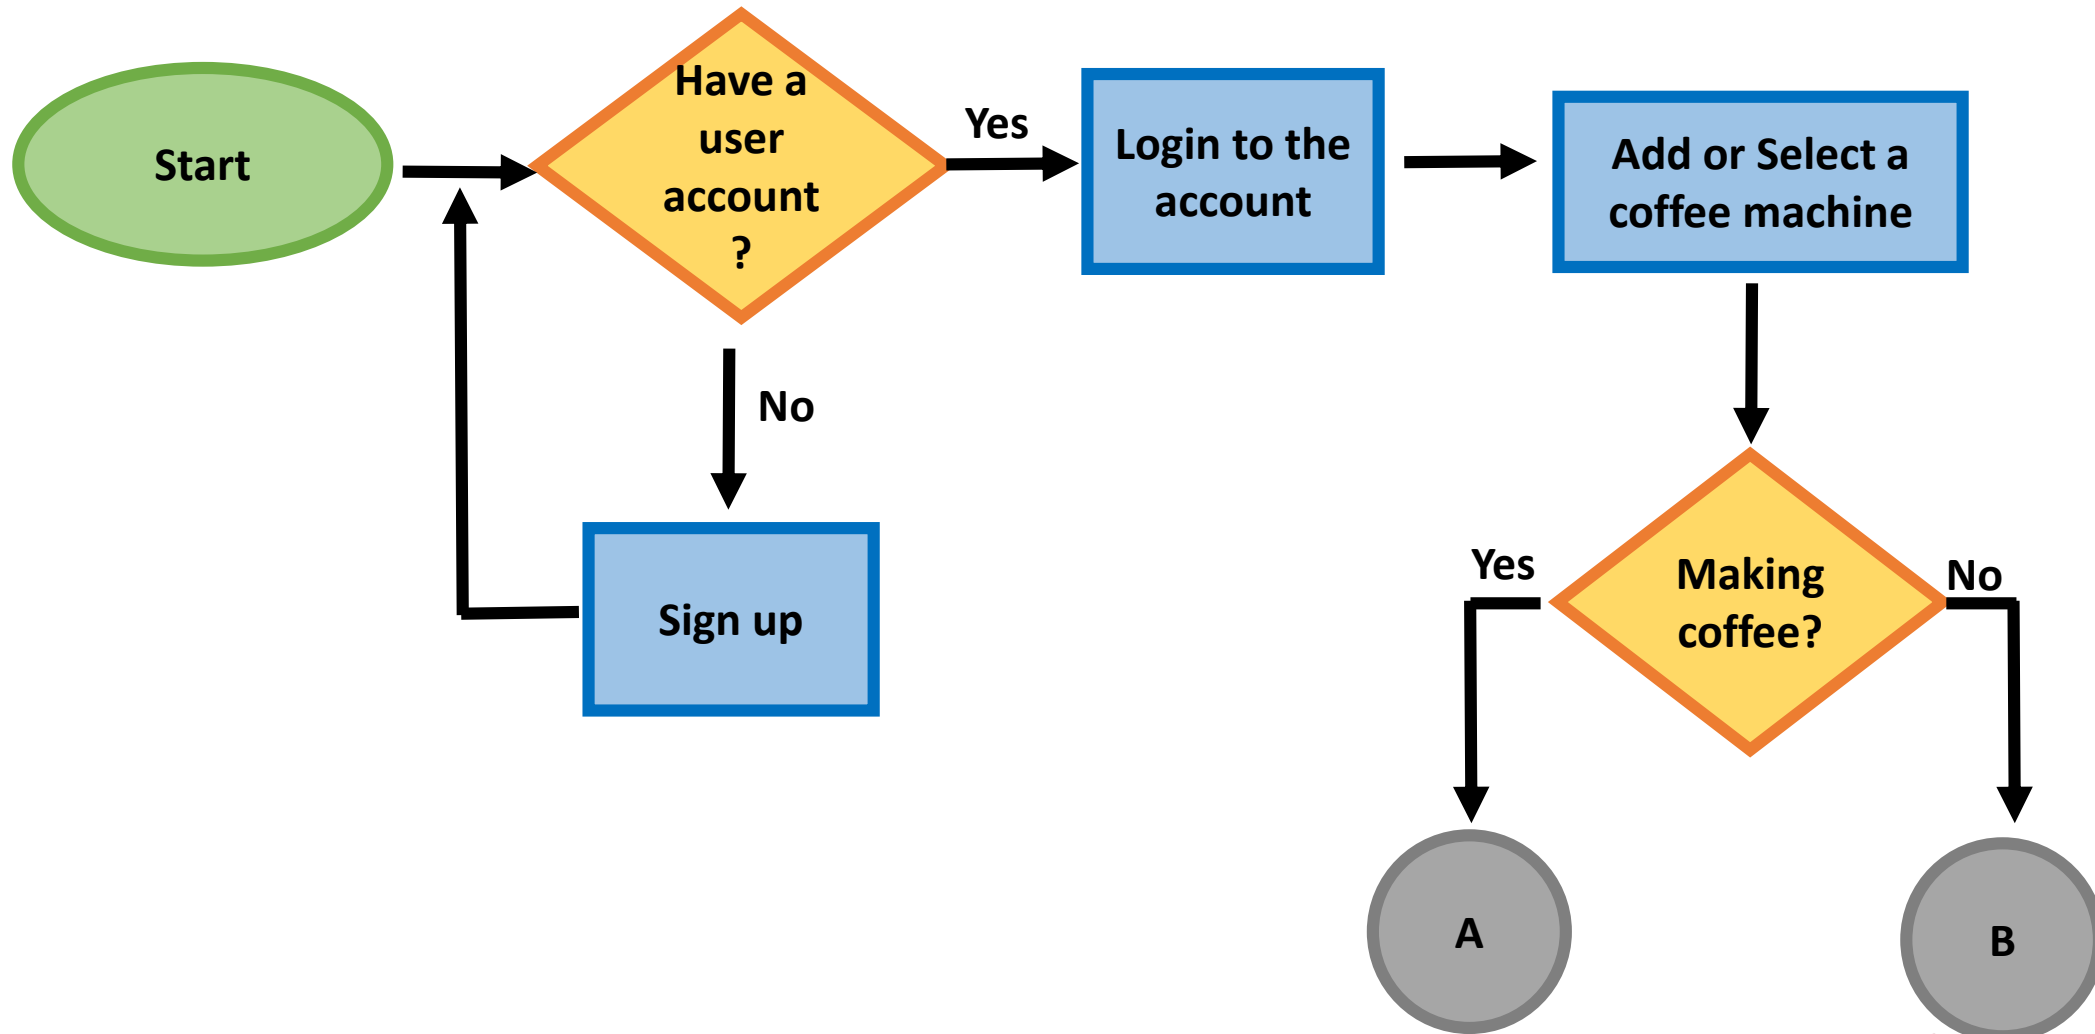 Start
Have a
user
account
?
Yes
Login to the
account
Add or Select a
coffee machine
No
Sign up
Yes
Making
coffee?
No
A
B